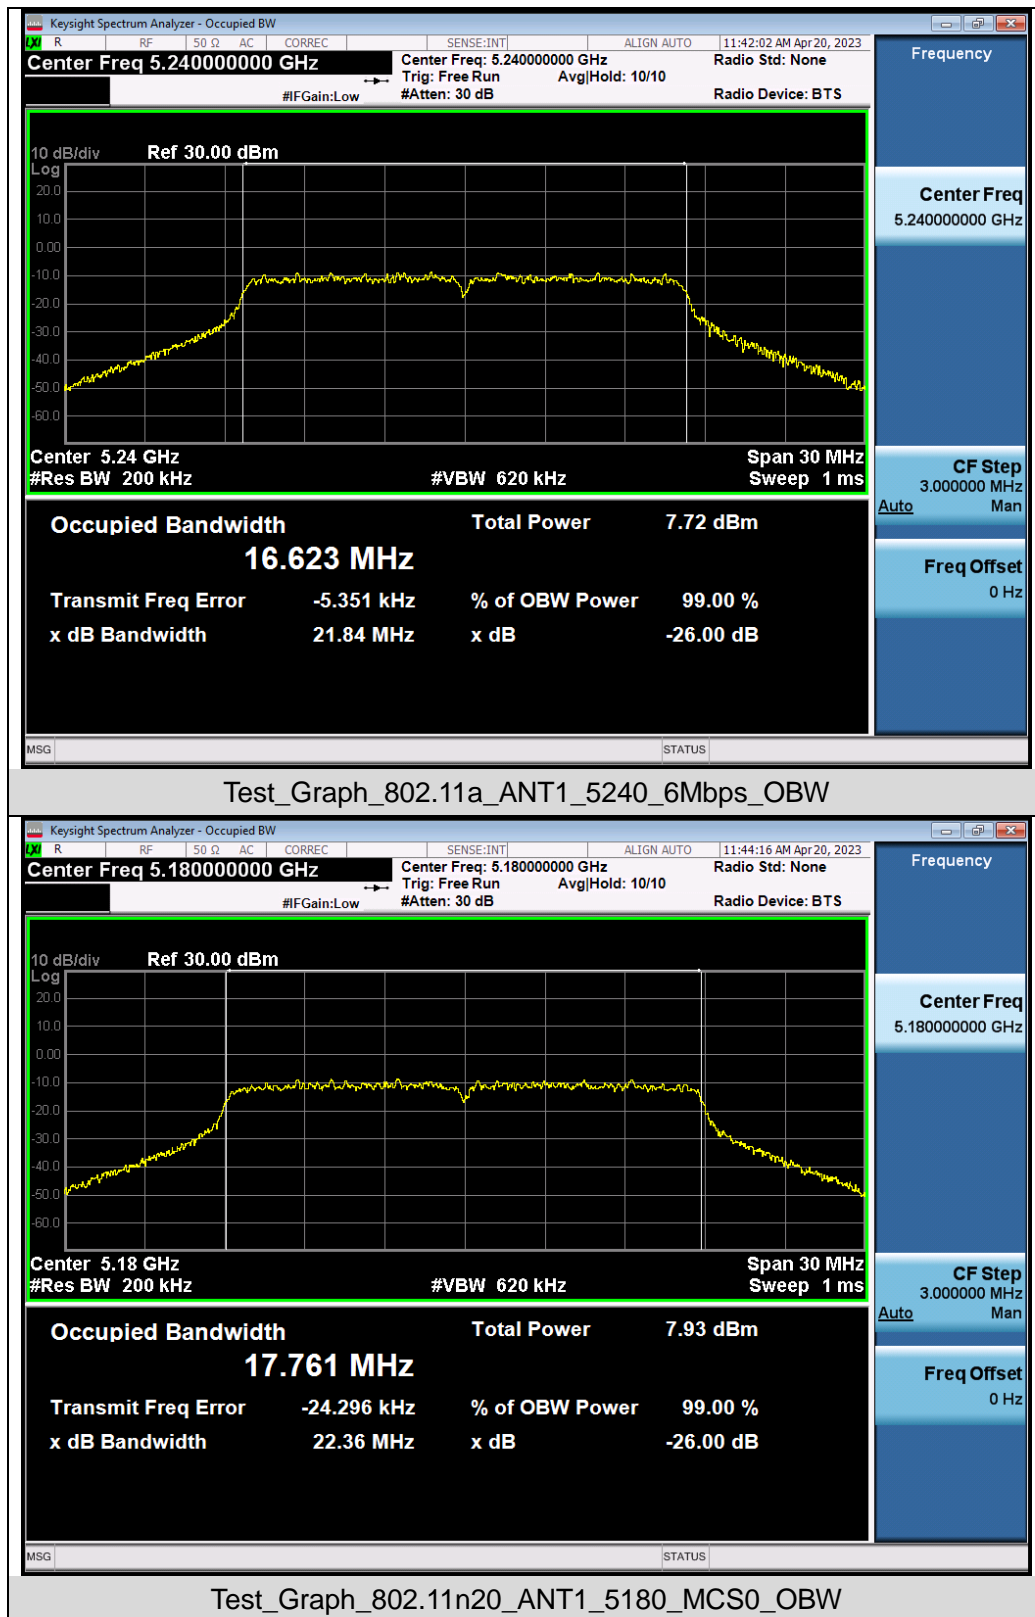 Keysight Spectrum Analyzer - Occupied BW
LXI R RF 50 Ω AC CORREC SENSE:INT ALIGN AUTO 11:42:02 AM Apr 20, 2023
Center Freq 5.240000000 GHz
Center Freq: 5.240000000 GHz Radio Std: None
Trig: Free Run Avg|Hold: 10/10
#IFGain:Low #Atten: 30 dB Radio Device: BTS
10 dB/div Ref 30.00 dBm
Log
20.0
10.0
0.00
-10.0
-20.0
-30.0
-40.0
-50.0
-60.0
Center 5.24 GHz Span 30 MHz
#Res BW 200 kHz #VBW 620 kHz Sweep 1 ms
Occupied Bandwidth Total Power 7.72 dBm
16.623 MHz
Transmit Freq Error -5.351 kHz % of OBW Power 99.00 %
x dB Bandwidth 21.84 MHz x dB -26.00 dB
MSG STATUS
Frequency
Center Freq
5.240000000 GHz
CF Step
3.000000 MHz
Auto Man
Freq Offset
0 Hz
Test_Graph_802.11a_ANT1_5240_6Mbps_OBW
Keysight Spectrum Analyzer - Occupied BW
LXI R RF 50 Ω AC CORREC SENSE:INT ALIGN AUTO 11:44:16 AM Apr 20, 2023
Center Freq 5.180000000 GHz
Center Freq: 5.180000000 GHz Radio Std: None
Trig: Free Run Avg|Hold: 10/10
#IFGain:Low #Atten: 30 dB Radio Device: BTS
10 dB/div Ref 30.00 dBm
Log
20.0
10.0
0.00
-10.0
-20.0
-30.0
-40.0
-50.0
-60.0
Center 5.18 GHz Span 30 MHz
#Res BW 200 kHz #VBW 620 kHz Sweep 1 ms
Occupied Bandwidth Total Power 7.93 dBm
17.761 MHz
Transmit Freq Error -24.296 kHz % of OBW Power 99.00 %
x dB Bandwidth 22.36 MHz x dB -26.00 dB
MSG STATUS
Frequency
Center Freq
5.180000000 GHz
CF Step
3.000000 MHz
Auto Man
Freq Offset
0 Hz
Test_Graph_802.11n20_ANT1_5180_MCS0_OBW